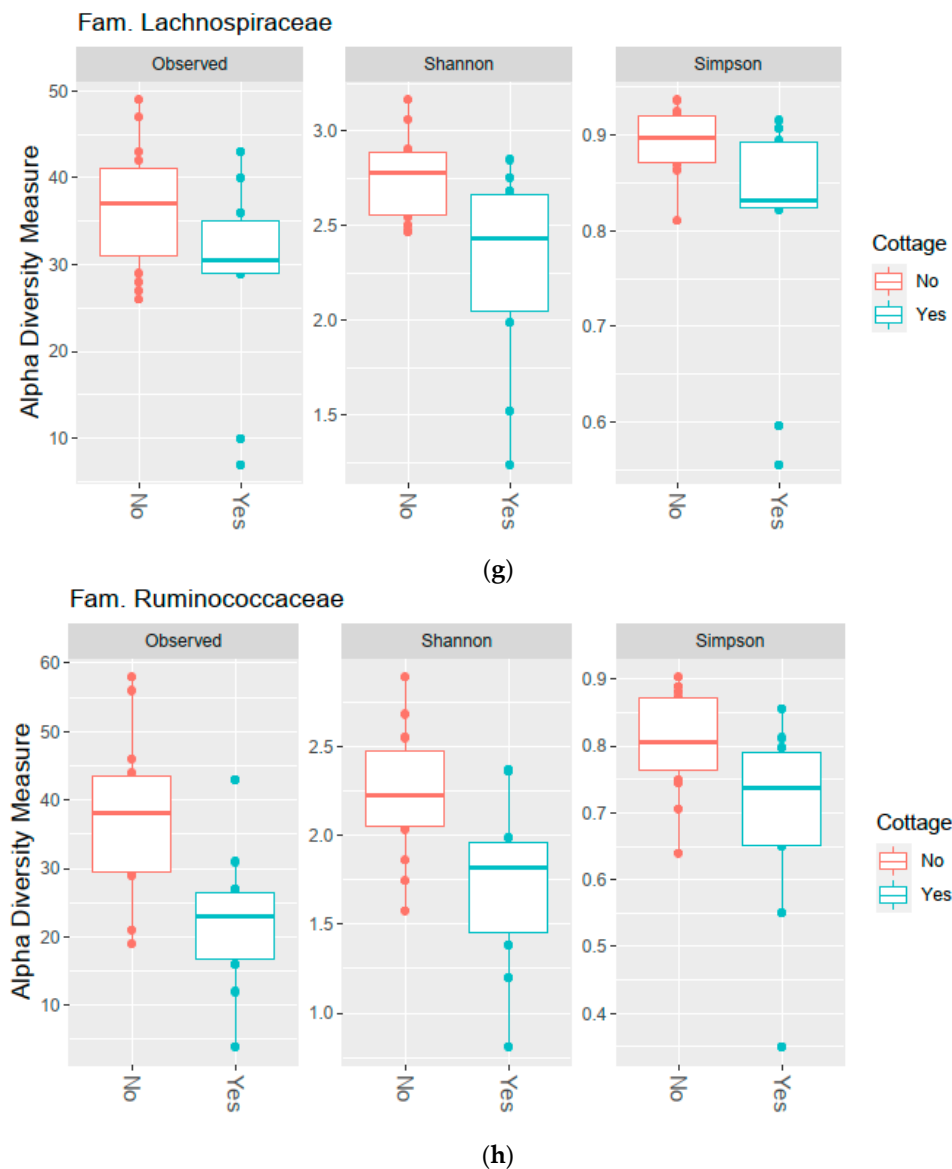 Fam. Lachnospiraceae
Observed Shannon Simpson
Alpha Diversity Measure
50
40
30
20
10
3.0
2.5
2.0
1.5
0.9
0.8
0.7
0.6
No Yes No Yes No Yes
Cottage
No
Yes
(g)
Fam. Ruminococcaceae
Observed Shannon Simpson
Alpha Diversity Measure
60
50
40
30
20
10
2.5
2.0
1.5
1.0
0.9
0.8
0.7
0.6
0.5
0.4
No Yes No Yes No Yes
Cottage
No
Yes
(h)